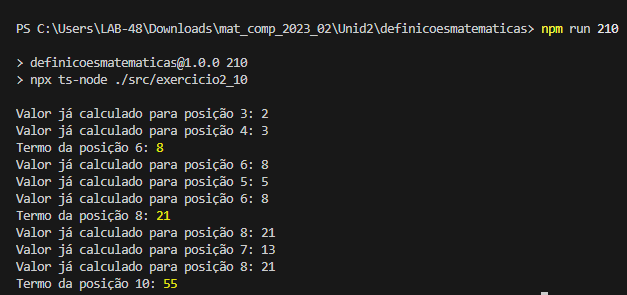 PS C:\Users\LAB-48\Downloads\mat_comp_2023_02\Unid2\definicoesmatematicas> npm run 210
> definicoesmatematicas@1.0.0 210
> npx ts-node ./src/exercicio2_10
Valor já calculado para posição 3: 2
Valor já calculado para posição 4: 3
Termo da posição 6: 8
Valor já calculado para posição 6: 8
Valor já calculado para posição 5: 5
Valor já calculado para posição 6: 8
Termo da posição 8: 21
Valor já calculado para posição 8: 21
Valor já calculado para posição 7: 13
Valor já calculado para posição 8: 21
Termo da posição 10: 55